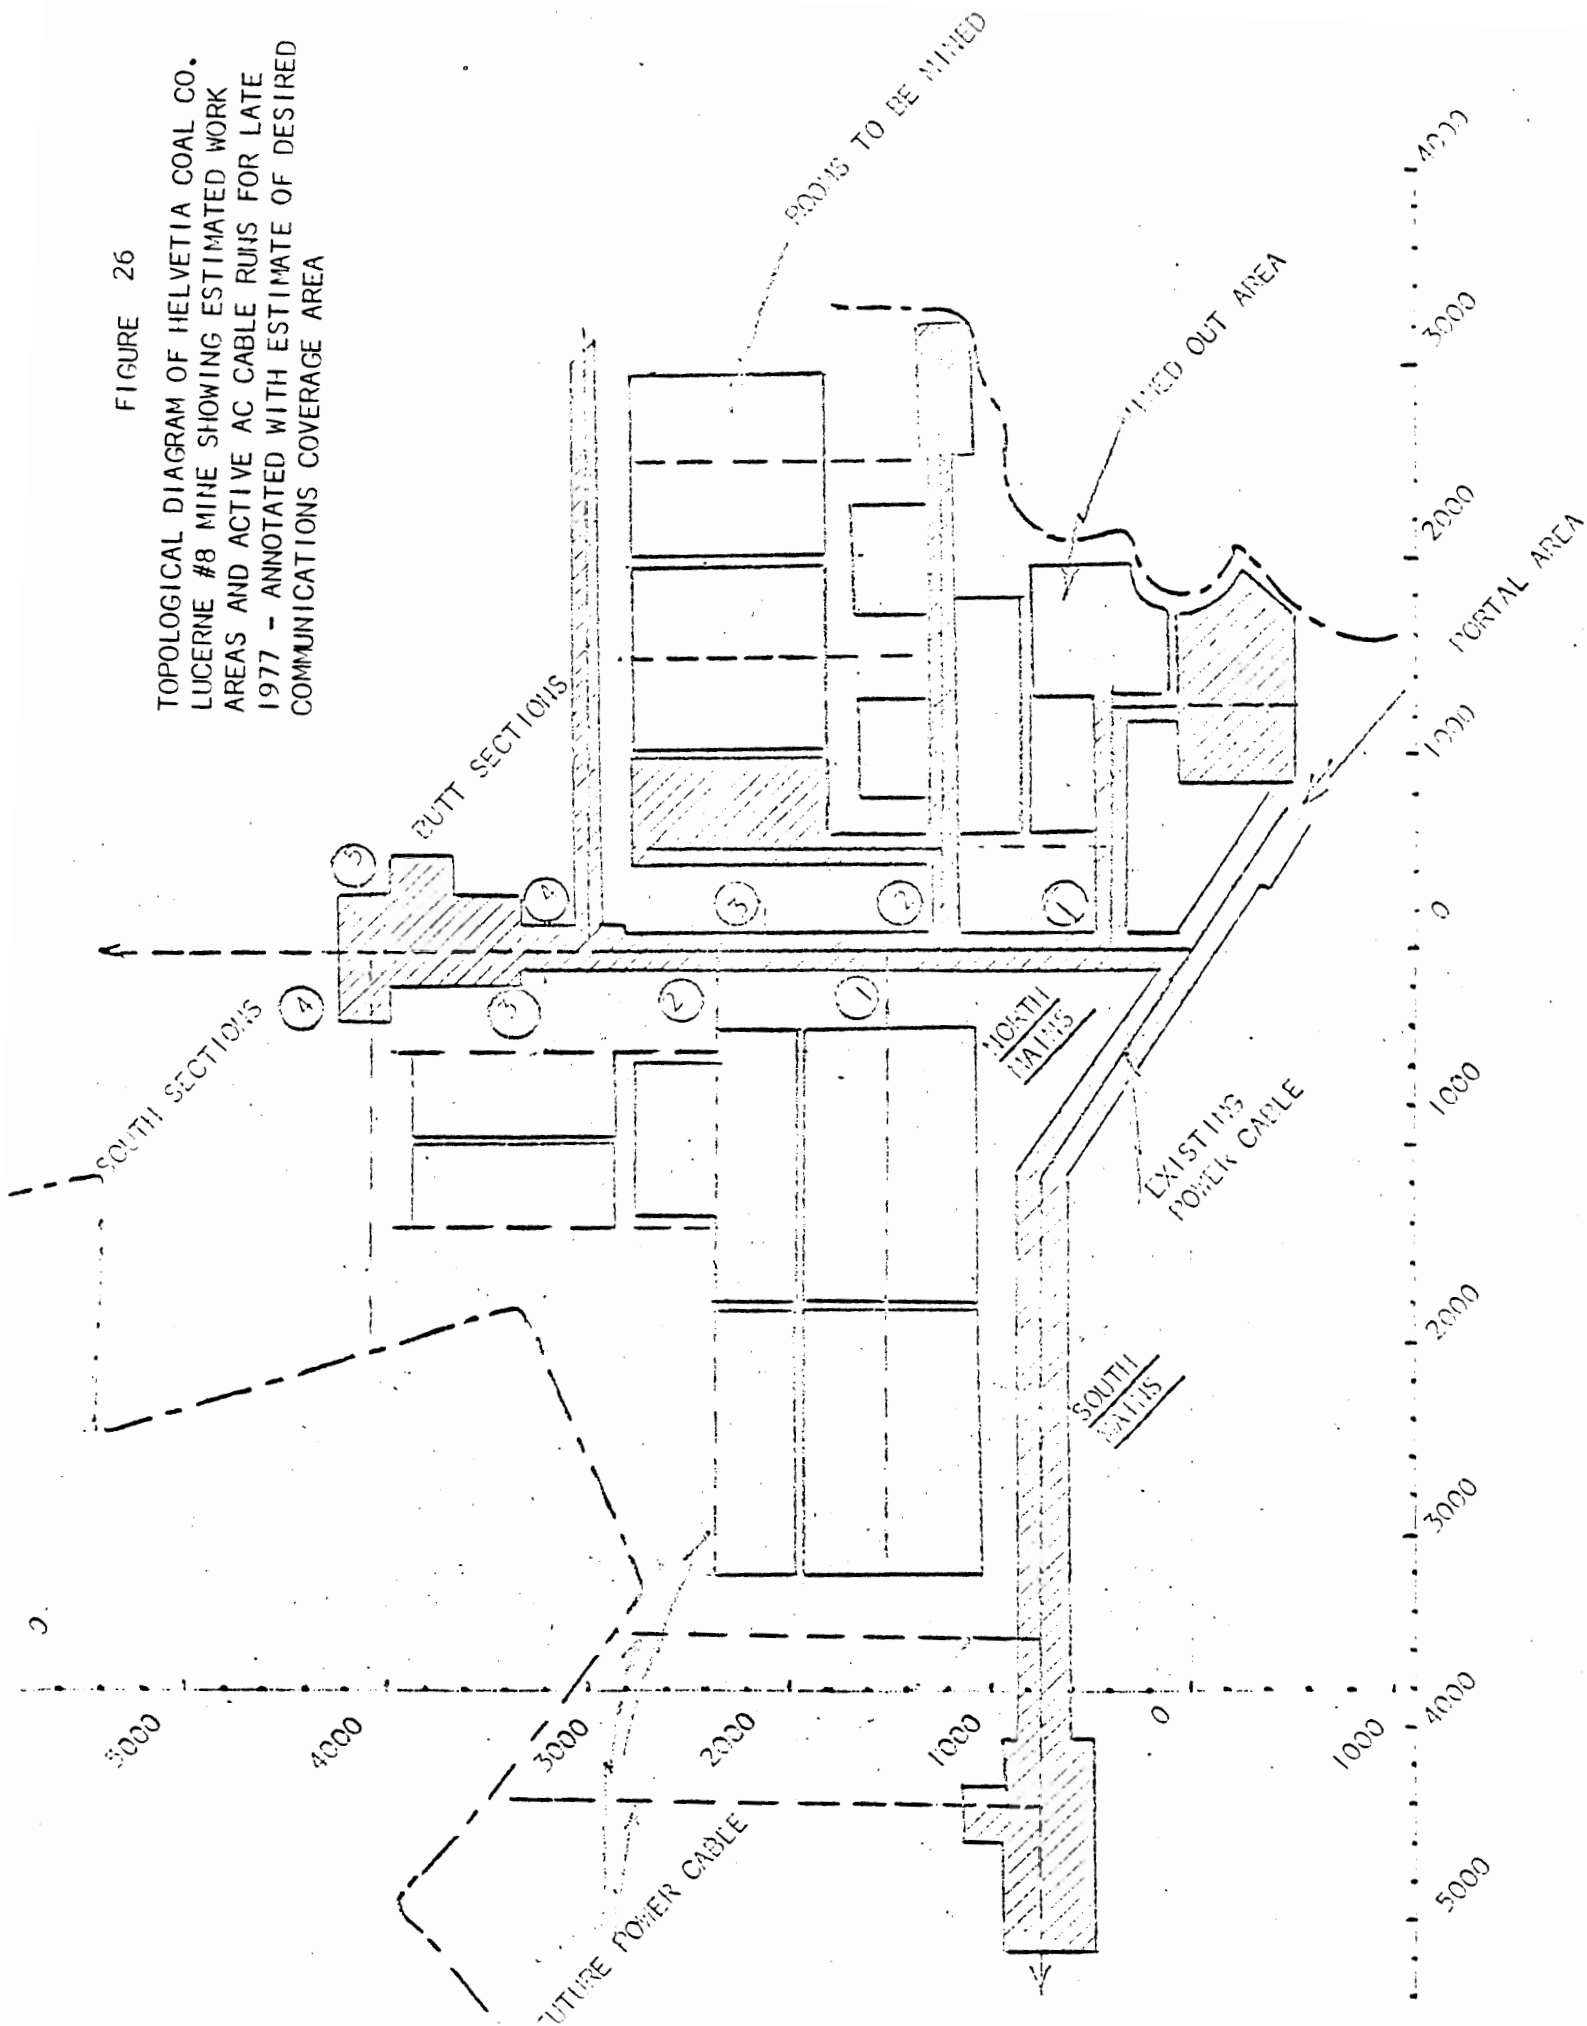 FIGURE 26
TOPOLOGICAL DIAGRAM OF HELVETIA COAL CO.
LUCERNE #8 MINE SHOWING ESTIMATED WORK
AREAS AND ACTIVE AC CABLE RUNS FOR LATE
1977 - ANNOTATED WITH ESTIMATE OF DESIRED
COMMUNICATIONS COVERAGE AREA
ROOMS TO BE MINED
MINED OUT AREA
PORTAL AREA
BUTT SECTIONS
5
4
3
2
1
SOUTH SECTIONS
4
3
2
1
NORTH
MAINS
EXISTING
POWER CABLE
SOUTH
MAINS
FUTURE POWER CABLE
5000
4000
3000
2000
1000
0
1000
4000
3000
2000
1000
0
1000
2000
3000
4000
5000